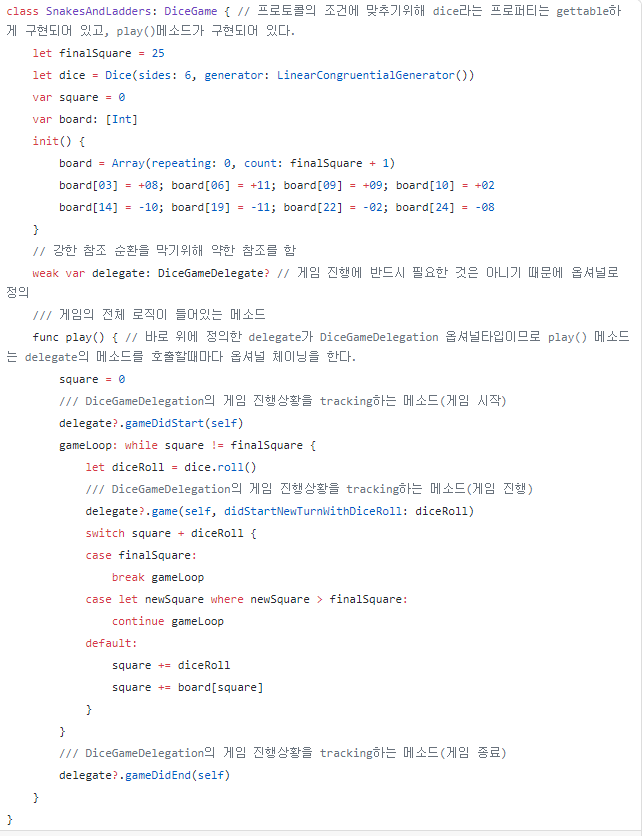 class SnakesAndLadders: DiceGame { // 프로토콜의 조건에 맞추기위해 dice라는 프로퍼티는 gettable하
게 구현되어 있고, play()메소드가 구현되어 있다.
    let finalSquare = 25
    let dice = Dice(sides: 6, generator: LinearCongruentialGenerator())
    var square = 0
    var board: [Int]
    init() {
        board = Array(repeating: 0, count: finalSquare + 1)
        board[03] = +08; board[06] = +11; board[09] = +09; board[10] = +02
        board[14] = -10; board[19] = -11; board[22] = -02; board[24] = -08
    }
    // 강한 참조 순환을 막기위해 약한 참조를 함
    weak var delegate: DiceGameDelegate? // 게임 진행에 반드시 필요한 것은 아니기 때문에 옵셔널로
정의
    /// 게임의 전체 로직이 들어있는 메소드
    func play() { // 바로 위에 정의한 delegate가 DiceGameDelegation 옵셔널타입이므로 play() 메소드
는 delegate의 메소드를 호출할때마다 옵셔널 체이닝을 한다.
        square = 0
        /// DiceGameDelegation의 게임 진행상황을 tracking하는 메소드(게임 시작)
        delegate?.gameDidStart(self)
        gameLoop: while square != finalSquare {
            let diceRoll = dice.roll()
            /// DiceGameDelegation의 게임 진행상황을 tracking하는 메소드(게임 진행)
            delegate?.game(self, didStartNewTurnWithDiceRoll: diceRoll)
            switch square + diceRoll {
            case finalSquare:
                break gameLoop
            case let newSquare where newSquare > finalSquare:
                continue gameLoop
            default:
                square += diceRoll
                square += board[square]
            }
        }
        /// DiceGameDelegation의 게임 진행상황을 tracking하는 메소드(게임 종료)
        delegate?.gameDidEnd(self)
    }
}